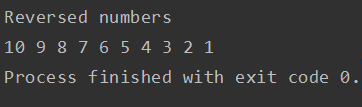 Reversed numbers
10 9 8 7 6 5 4 3 2 1
Process finished with exit code 0.